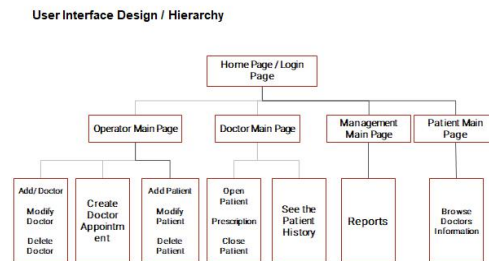 User Interface Design / Hierarchy
Home Page / Login
Page
Operator Main Page
Doctor Main Page
Management
Main Page
Patient Main
Page
Add/ Doctor
Modify
Doctor
Delete
Doctor
Create
Doctor
Appointm
ent
Add Patient
Modify
Patient
Delete
Patient
Open
Patient
Prescription
Close
Patient
See the
Patient
History
Reports
Browse
Doctors
Information